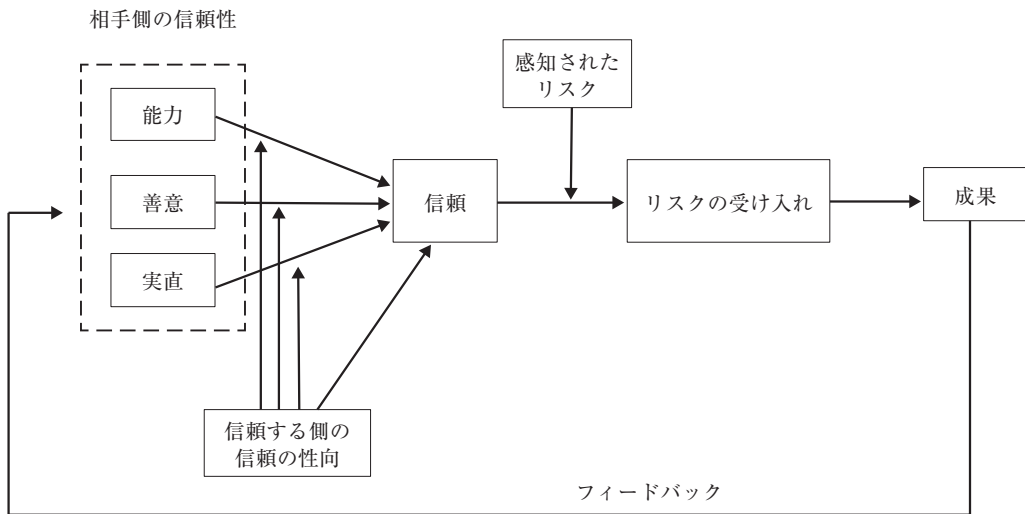 相手側の信頼性
感知された
リスク
能力
善意
実直
信頼
リスクの受け入れ
成果
信頼する側の
信頼の性向
フィードバック